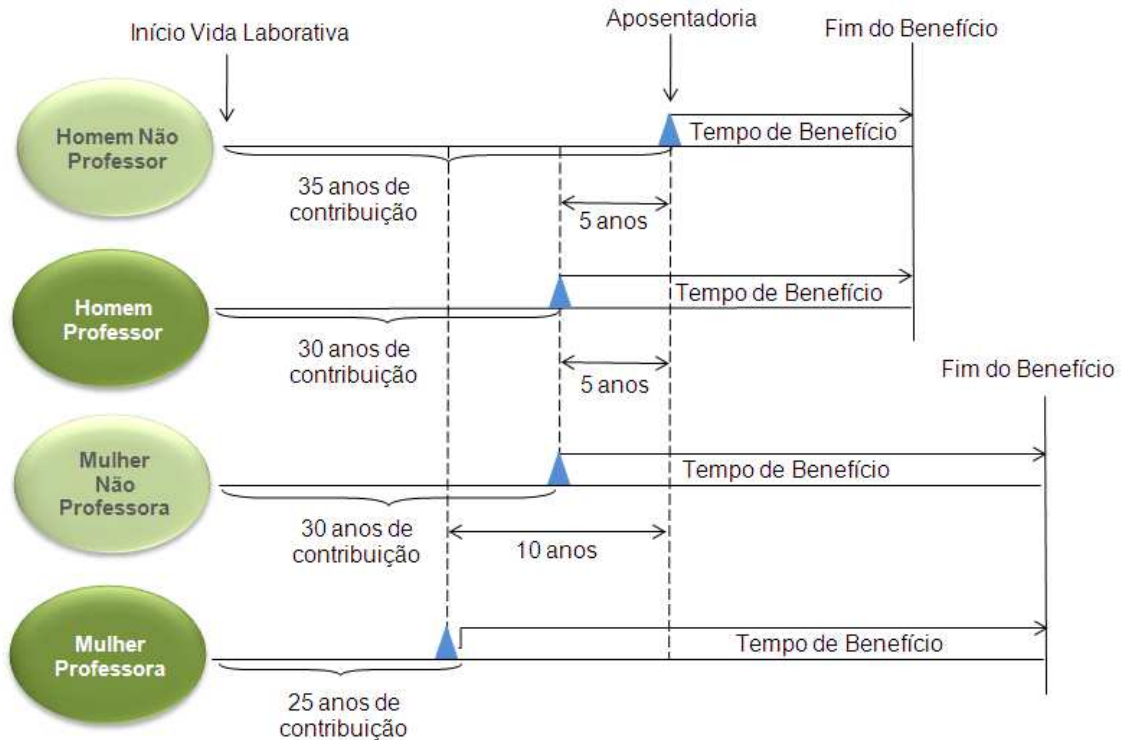 Início Vida Laborativa
Aposentadoria
Fim do Benefício
Homem Não
Professor
Tempo de Benefício
35 anos de
contribuição
5 anos
Homem
Professor
Tempo de Benefício
30 anos de
contribuição
5 anos
Fim do Benefício
Mulher
Não
Professora
Tempo de Benefício
30 anos de
contribuição
10 anos
Mulher
Professora
Tempo de Benefício
25 anos de
contribuição